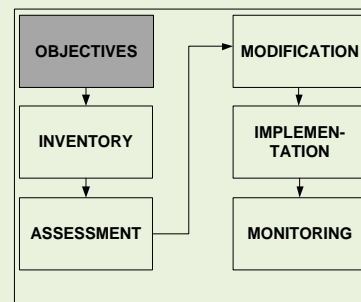 OBJECTIVES
INVENTORY
ASSESSMENT
MODIFICATION
IMPLEMEN-
TATION
MONITORING